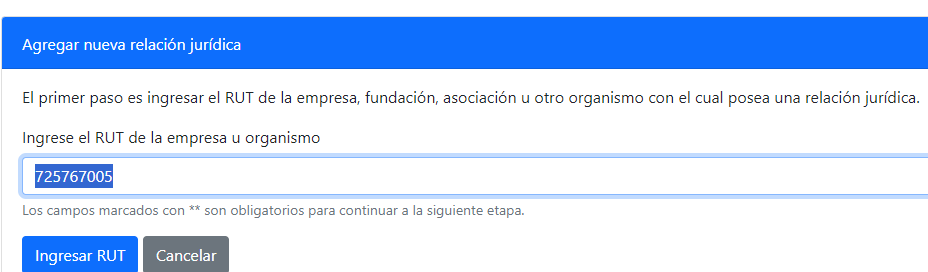 Agregar nueva relación jurídica
El primer paso es ingresar el RUT de la empresa, fundación, asociación u otro organismo con el cual posea una relación jurídica.
Ingrese el RUT de la empresa u organismo
725767005
Los campos marcados con ** son obligatorios para continuar a la siguiente etapa.
Ingresar RUT Cancelar